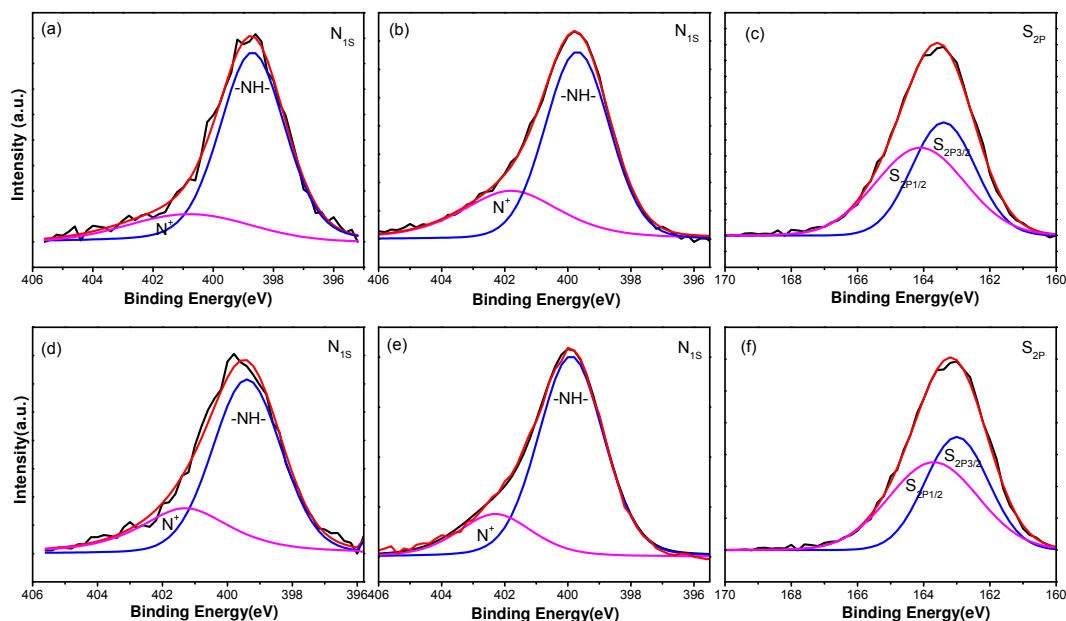 (a)
N1S
-NH-
N+
Intensity (a.u.)
406 404 402 400 398 396
Binding Energy(eV)
(b)
N1S
-NH-
N+
406 404 402 400 398 396
Binding Energy(eV)
(c)
S2P
S2P3/2
S2P1/2
170 168 166 164 162 160
Binding Energy(eV)
(d)
N1S
-NH-
N+
Intensity(a.u.)
406 404 402 400 398 396
Binding Energy(eV)
(e)
N1S
-NH-
N+
406 404 402 400 398 396
Binding Energy(eV)
(f)
S2P
S2P3/2
S2P1/2
170 168 166 164 162 160
Binding Energy(eV)